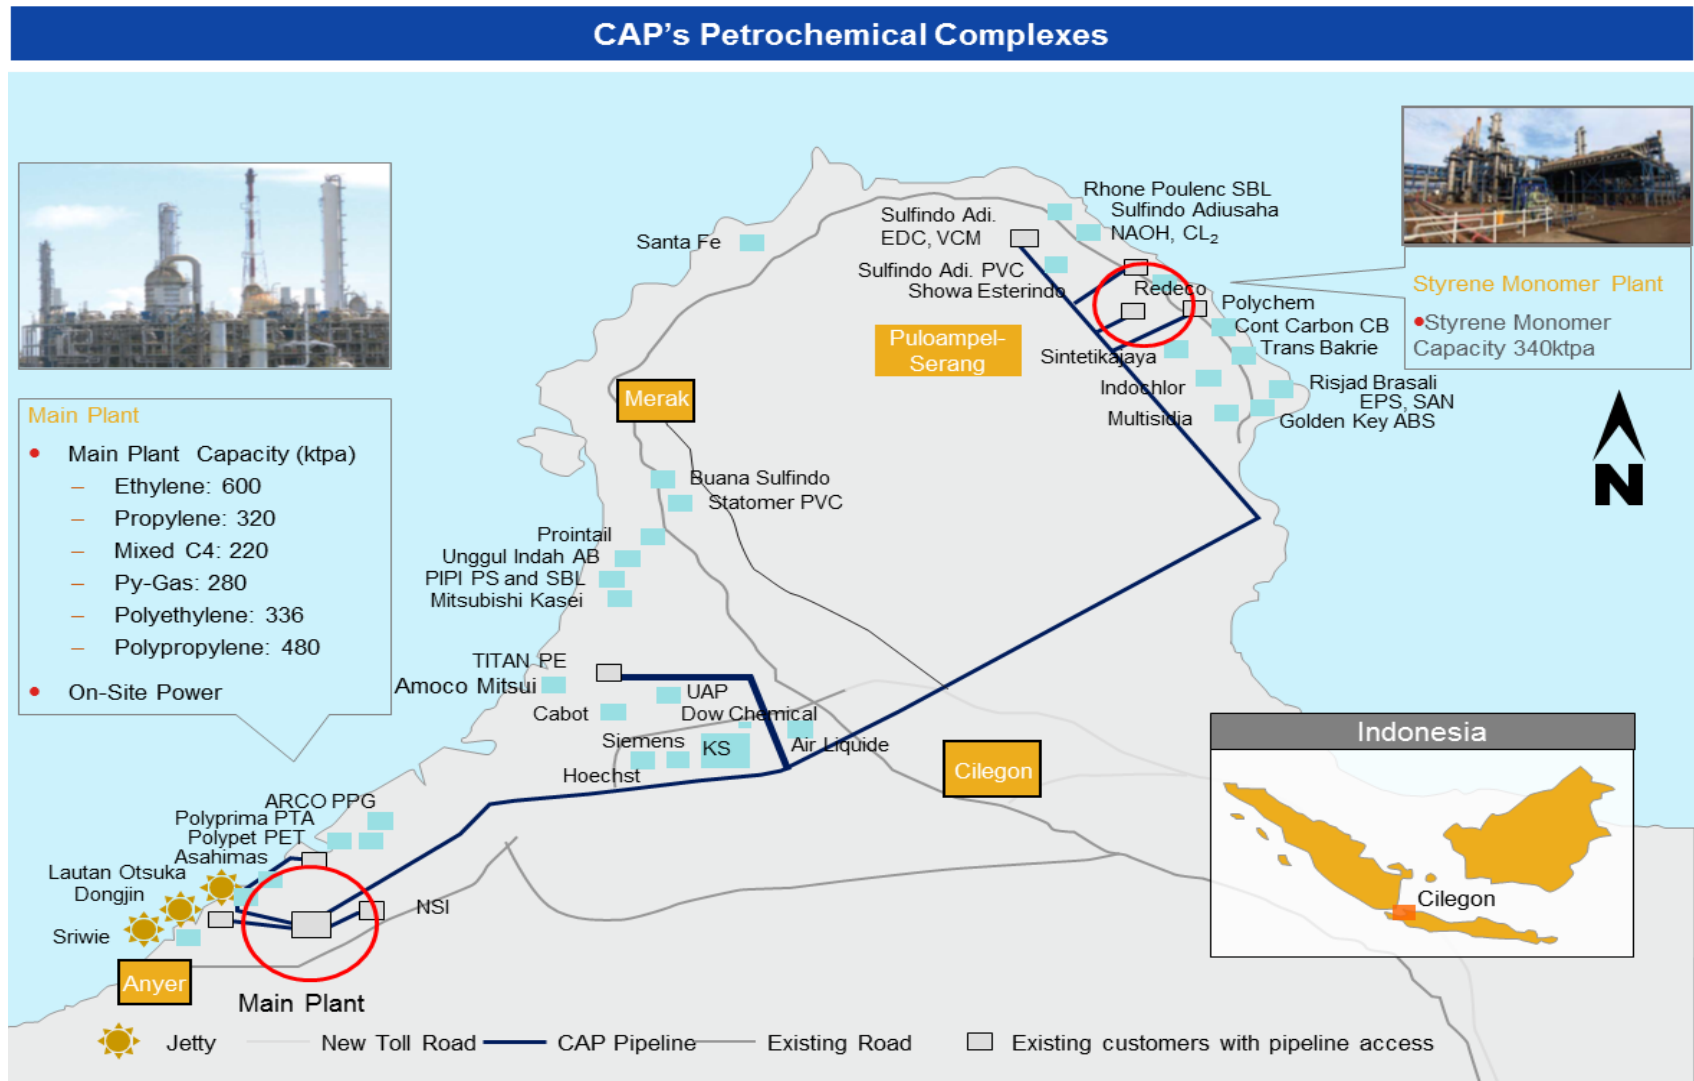 CAP's Petrochemical Complexes
Rhone Poulenc SBL
Sulfindo Adiusaha
NAOH, CL₂
Sulfindo Adi.
EDC, VCM
Santa Fe
Sulfindo Adi. PVC
Showa Esterindo
Redeco
Polychem
Cont Carbon CB
Trans Bakrie
Styrene Monomer Plant
•Styrene Monomer
Capacity 340ktpa
Puloampel-
Serang
Sintetikajaya
Indochlor
Multisidia
Risjad Brasali
EPS, SAN
Golden Key ABS
Merak
N
Main Plant
• Main Plant Capacity (ktpa)
– Ethylene: 600
– Propylene: 320
– Mixed C4: 220
– Py-Gas: 280
– Polyethylene: 336
– Polypropylene: 480
• On-Site Power
Buana Sulfindo
Statomer PVC
Prointail
Unggul Indah AB
PIPI PS and SBL
Mitsubishi Kasei
TITAN PE
Amoco Mitsui
UAP
Cabot
Dow Chemical
Siemens
KS
Air Liquide
Hoechst
Cilegon
Indonesia
Cilegon
ARCO PPG
Polyprima PTA
Polypet PET
Asahimas
Lautan Otsuka
Dongjin
NSI
Sriwie
Anyer
Main Plant
Jetty
New Toll Road
CAP Pipeline
Existing Road
Existing customers with pipeline access